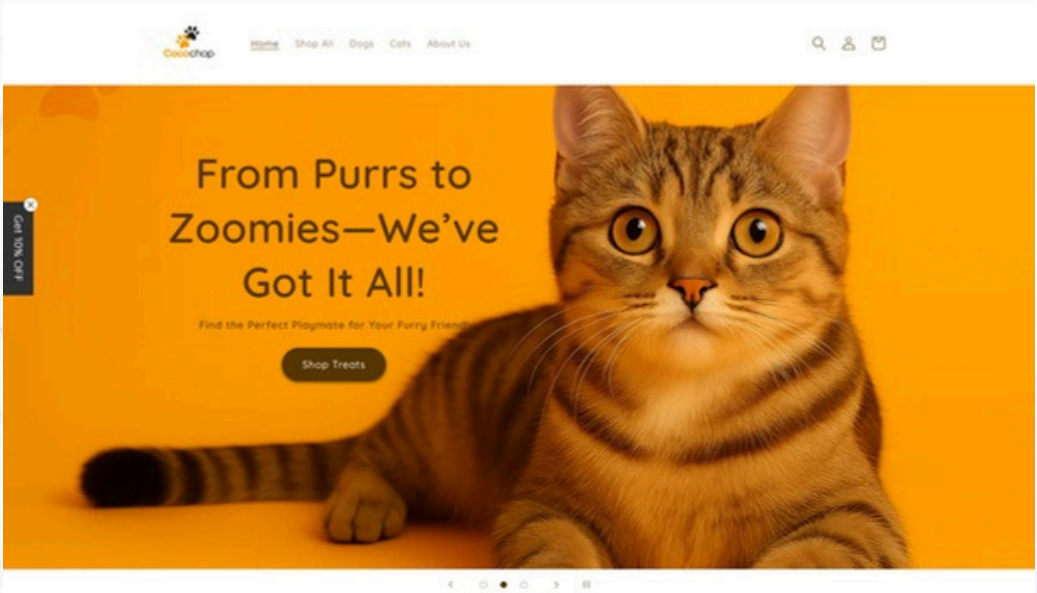 Cocochap
Home Shop All Dogs Cats About Us
From Purrs to
Zoomies—We’ve
Got It All!
Find the Perfect Playmate for Your Furry Friend!
Shop Treats
Get 10% OFF